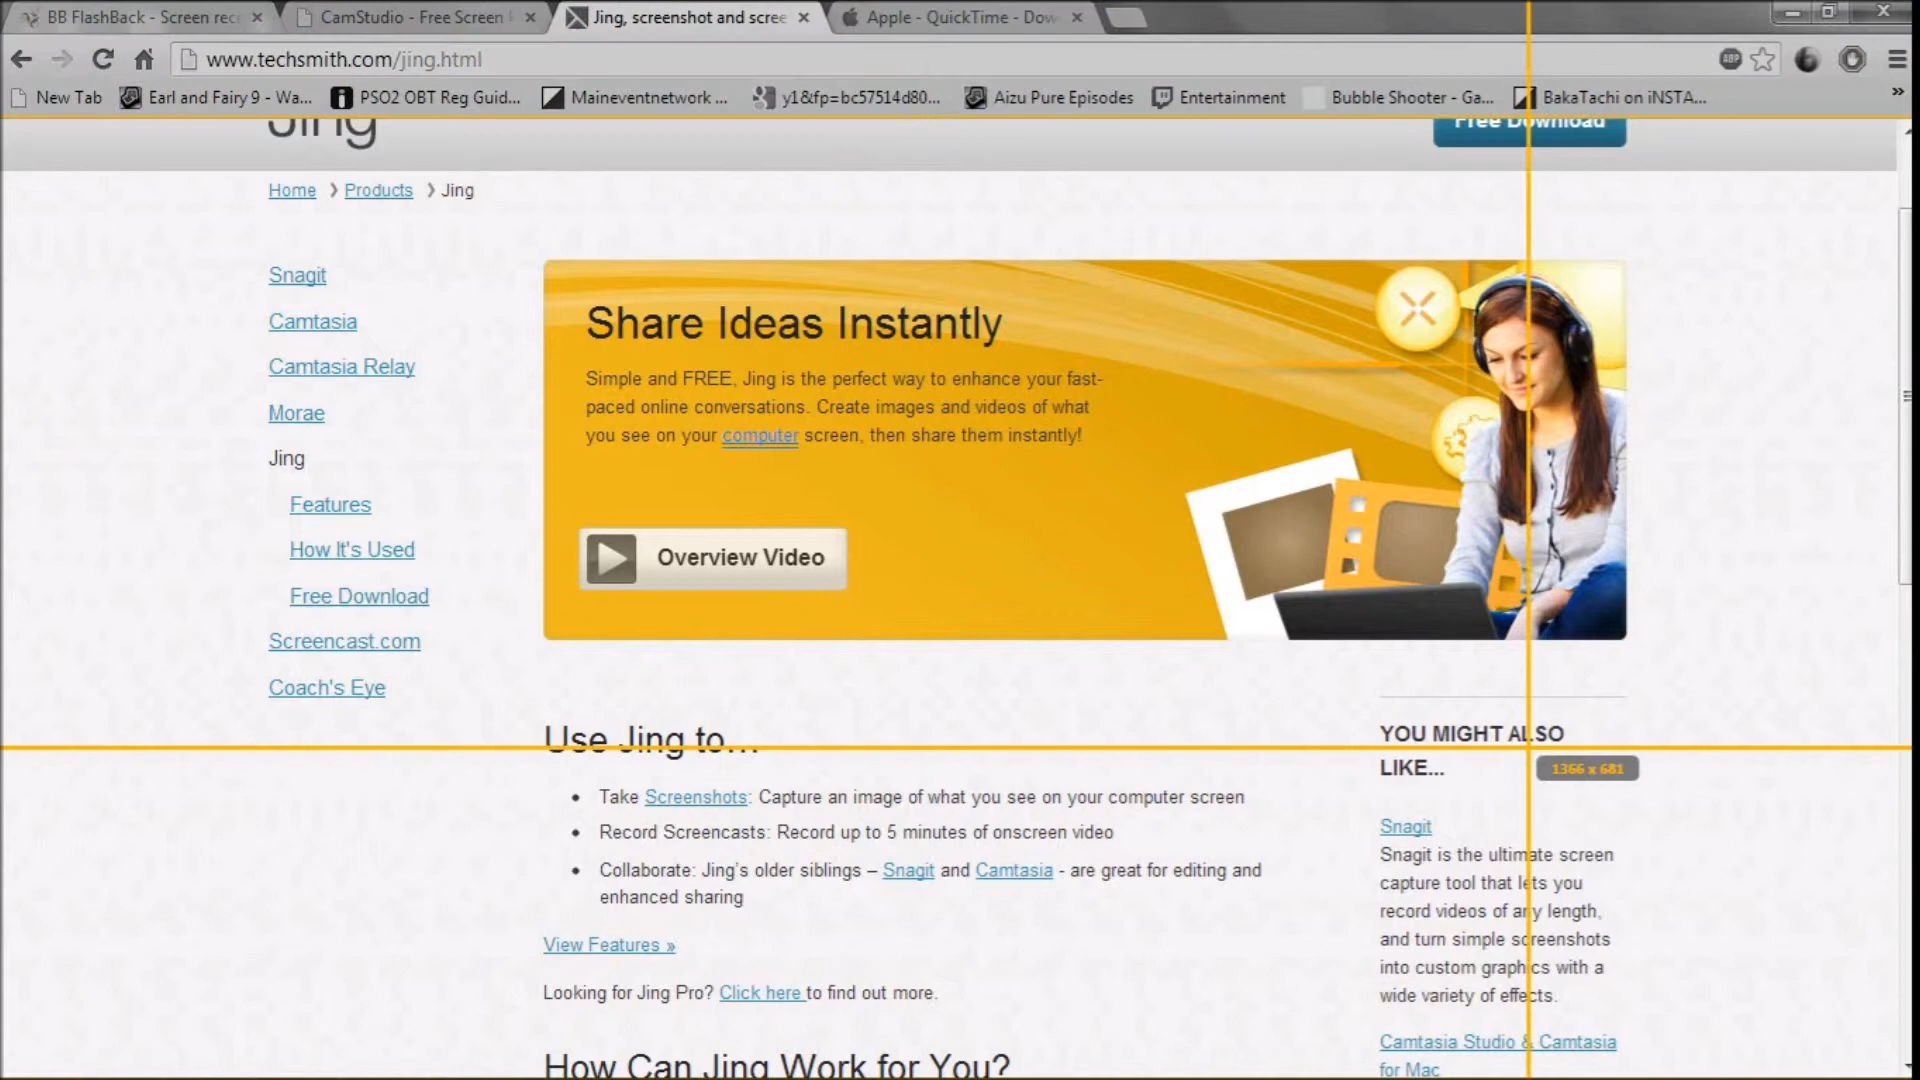 BB FlashBack - Screen rec
CamStudio - Free Screen
Jing, screenshot and scree
Apple - QuickTime - Dow
www.techsmith.com/jing.html
ABP
New Tab
Earl and Fairy 9 - Wa...
PSO2 OBT Reg Guid...
Maineventnetwork ...
y1&fp=bc57514d80...
Aizu Pure Episodes
Entertainment
Bubble Shooter - Ga...
BakaTachi on iNSTA...
»
Jing
Free Download
Home ❯ Products ❯ Jing
Snagit
Camtasia
Camtasia Relay
Morae
Jing
Features
How It's Used
Free Download
Screencast.com
Coach's Eye
Share Ideas Instantly
Simple and FREE, Jing is the perfect way to enhance your fast-
paced online conversations. Create images and videos of what
you see on your computer screen, then share them instantly!
Overview Video
Use Jing to...
• Take Screenshots: Capture an image of what you see on your computer screen
• Record Screencasts: Record up to 5 minutes of onscreen video
• Collaborate: Jing's older siblings – Snagit and Camtasia - are great for editing and
enhanced sharing
View Features »
Looking for Jing Pro? Click here to find out more.
How Can Jing Work for You?
YOU MIGHT ALSO
LIKE...
1366 x 681
Snagit
Snagit is the ultimate screen
capture tool that lets you
record videos of any length,
and turn simple screenshots
into custom graphics with a
wide variety of effects.
Camtasia Studio & Camtasia
for Mac